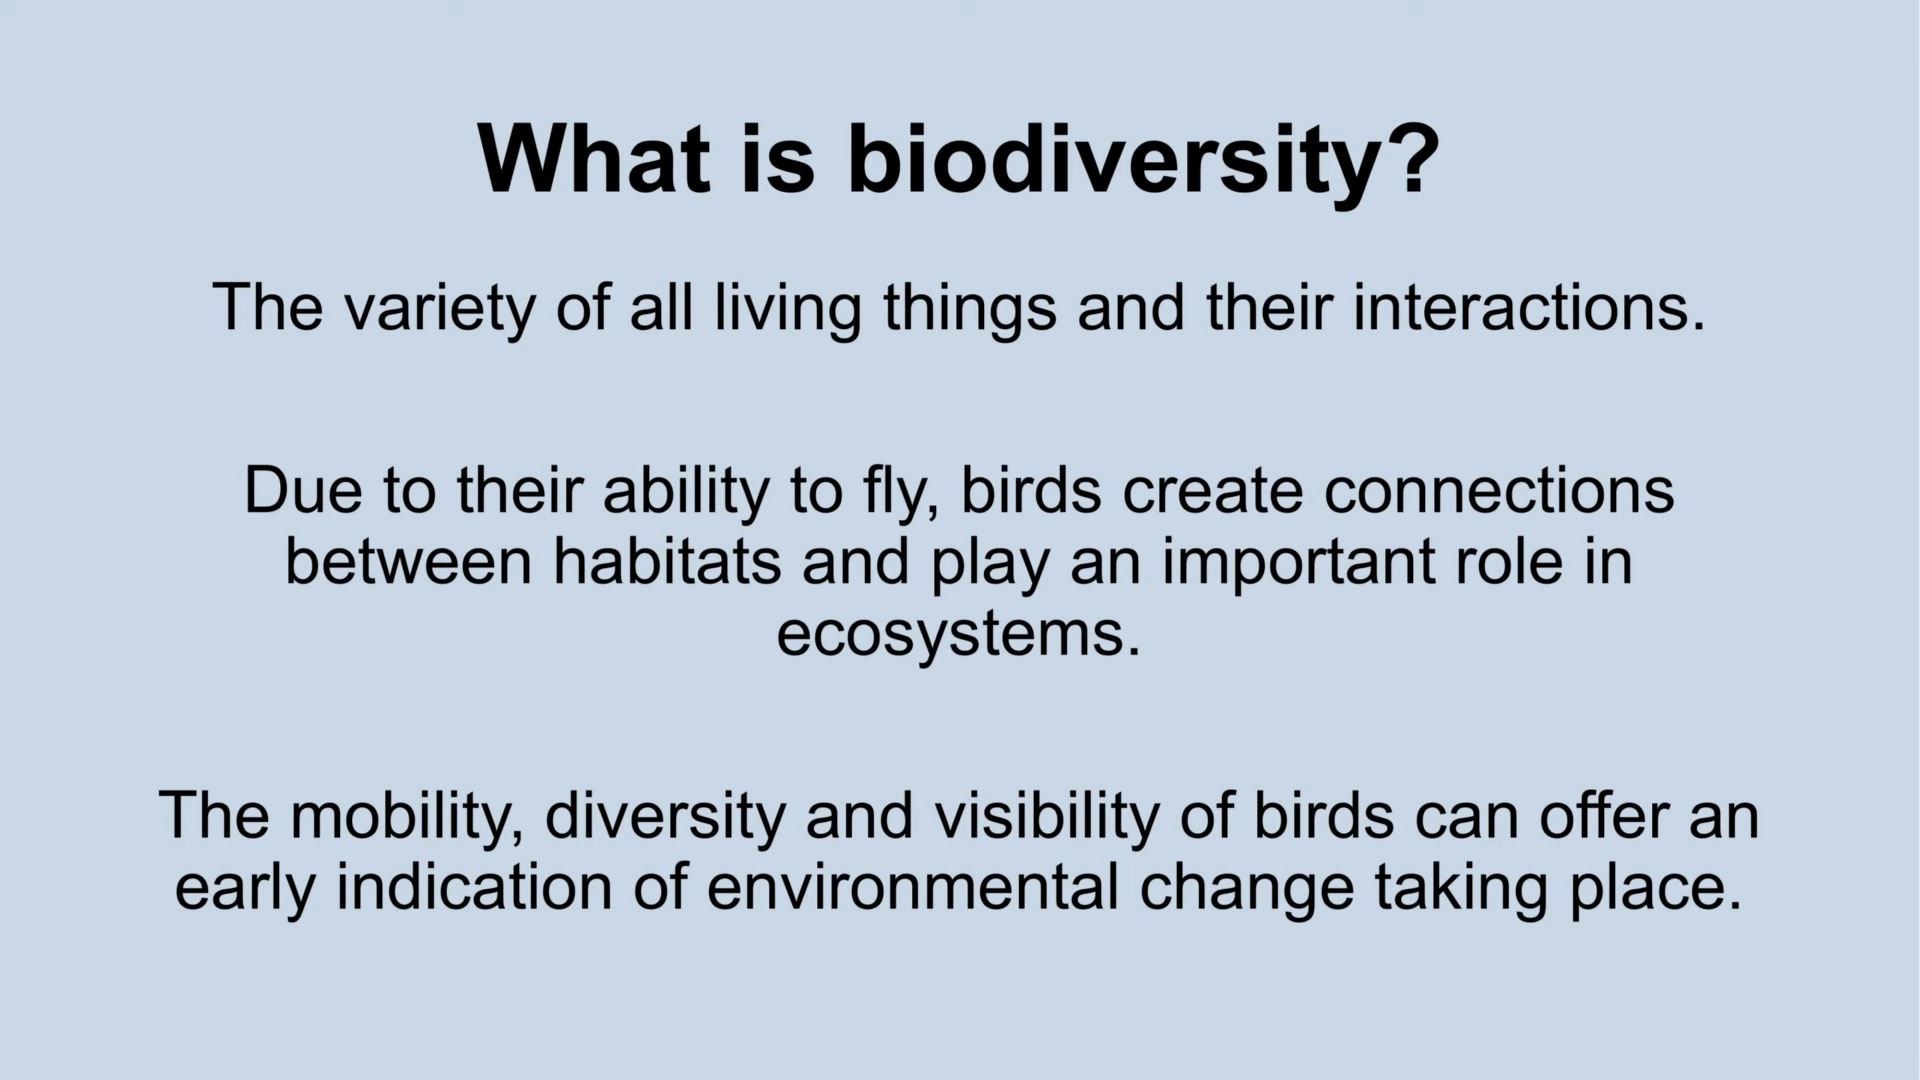 What is biodiversity?
The variety of all living things and their interactions.
Due to their ability to fly, birds create connections
between habitats and play an important role in
ecosystems.
The mobility, diversity and visibility of birds can offer an
early indication of environmental change taking place.